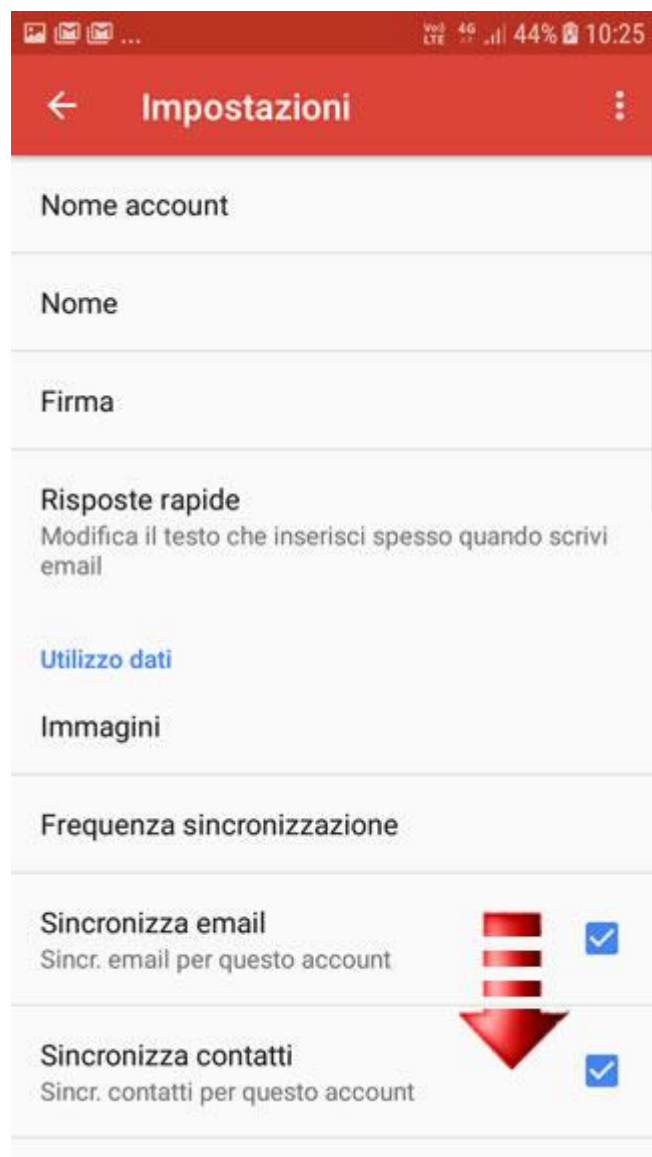 ... VoLTE 4G 44% 10:25
Impostazioni
Nome account
Nome
Firma
Risposte rapide
Modifica il testo che inserisci spesso quando scrivi
email
Utilizzo dati
Immagini
Frequenza sincronizzazione
Sincronizza email
Sincr. email per questo account
Sincronizza contatti
Sincr. contatti per questo account